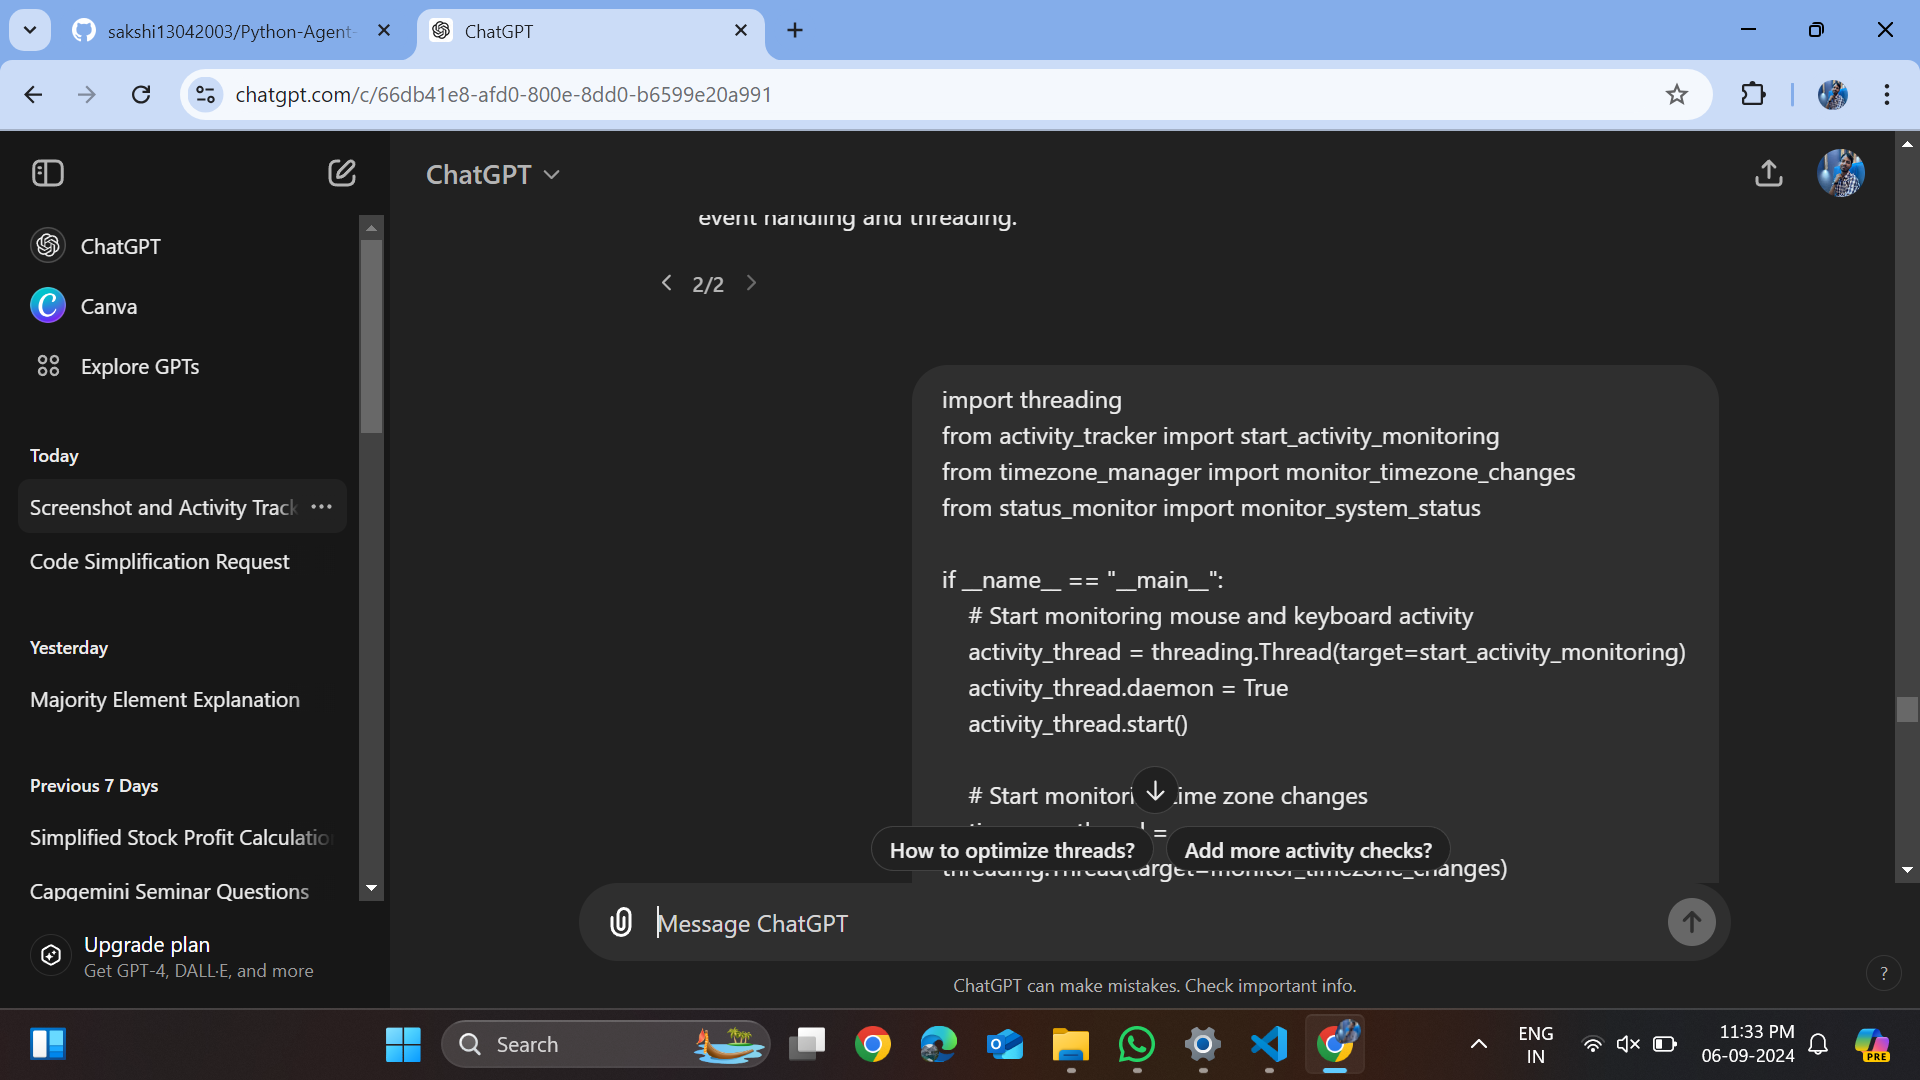 sakshi13042003/Python-Agent-
ChatGPT
chatgpt.com/c/66db41e8-afd0-800e-8dd0-b6599e20a991
ChatGPT
Canva
Explore GPTs
Today
Screenshot and Activity Track
Code Simplification Request
Yesterday
Majority Element Explanation
Previous 7 Days
Simplified Stock Profit Calculatio
Capgemini Seminar Questions
Upgrade plan
Get GPT-4, DALL·E, and more
ChatGPT
event handling and threading.
2/2
import threading
from activity_tracker import start_activity_monitoring
from timezone_manager import monitor_timezone_changes
from status_monitor import monitor_system_status
if __name__ == "__main__":
# Start monitoring mouse and keyboard activity
activity_thread = threading.Thread(target=start_activity_monitoring)
activity_thread.daemon = True
activity_thread.start()
# Start monitori ime zone changes
=
threading.Thread(target=monitor_timezone_changes)
How to optimize threads?
Add more activity checks?
Message ChatGPT
ChatGPT can make mistakes. Check important info.
?
Search
ENG
IN
11:33 PM
06-09-2024
PRE